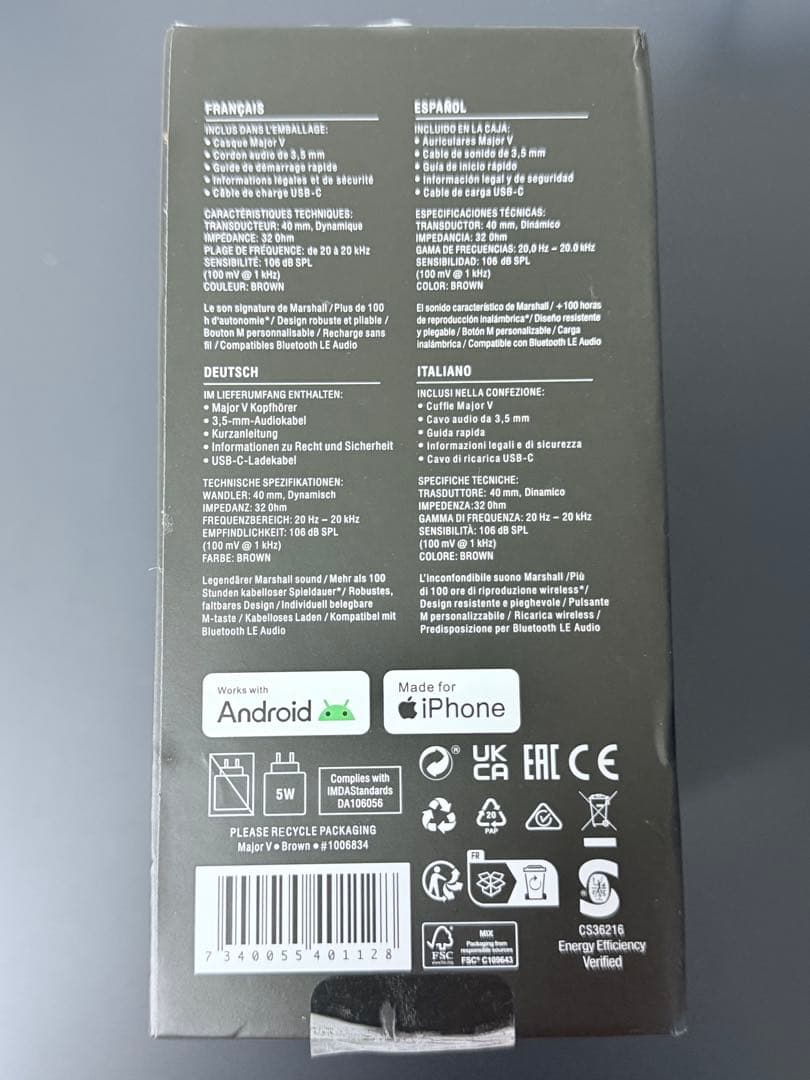 FRANÇAIS
INCLUS DANS L'EMBALLAGE:
• Casque Major V
• Cordon audio de 3,5 mm
• Guide de démarrage rapide
• Informations légales et de sécurité
• Câble de charge USB-C
CARACTÉRISTIQUES TECHNIQUES:
TRANSDUCTEUR: 40 mm, Dynamique
IMPÉDANCE: 32 Ohm
PLAGE DE FRÉQUENCE: de 20 à 20 kHz
SENSIBILITÉ: 106 dB SPL
(100 mV @ 1 kHz)
COULEUR: BROWN
Le son signature de Marshall / Plus de 100
h d'autonomie* / Design robuste et pliable /
Bouton M personnalisable / Recharge sans
fil / Compatibles Bluetooth LE Audio
ESPAÑOL
INCLUIDO EN LA CAJA:
• Auriculares Major V
• Cable de sonido de 3,5 mm
• Guía de inicio rápido
• Información legal y de seguridad
• Cable de carga USB-C
ESPECIFICACIONES TÉCNICAS:
TRANSDUCTOR: 40 mm, Dinámico
IMPEDANCIA: 32 Ohm
GAMA DE FRECUENCIAS: 20,0 Hz – 20.0 kHz
SENSIBILIDAD: 106 dB SPL
(100 mV @ 1 kHz)
COLOR: BROWN
El sonido característico de Marshall / +100 horas
de reproducción inalámbrica* / Diseño resistente
y plegable / Botón M personalizable / Carga
inalámbrica / Compatible con Bluetooth LE Audio
DEUTSCH
IM LIEFERUMFANG ENTHALTEN:
• Major V Kopfhörer
• 3,5-mm-Audiokabel
• Kurzanleitung
• Informationen zu Recht und Sicherheit
• USB-C-Ladekabel
TECHNISCHE SPEZIFIKATIONEN:
WANDLER: 40 mm, Dynamisch
IMPEDANZ: 32 Ohm
FREQUENZBEREICH: 20 Hz – 20 kHz
EMPFINDLICHKEIT: 106 dB SPL
(100 mV @ 1 kHz)
FARBE: BROWN
Legendärer Marshall sound / Mehr als 100
Stunden kabelloser Spieldauer* / Robustes,
faltbares Design / Individuell belegbare
M-taste / Kabelloses Laden / Kompatibel mit
Bluetooth LE Audio
ITALIANO
INCLUSI NELLA CONFEZIONE:
• Cuffie Major V
• Cavo audio da 3,5 mm
• Guida rapida
• Informazioni legali e di sicurezza
• Cavo di ricarica USB-C
SPECIFICHE TECNICHE:
TRASDUTTORE: 40 mm, Dinamico
IMPEDENZA:32 Ohm
GAMMA DI FREQUENZA: 20 Hz – 20 kHz
SENSIBILITÀ: 106 dB SPL
(100 mV @ 1 kHz)
COLORE: BROWN
L'inconfondibile suono Marshall /Più
di 100 ore di riproduzione wireless*/
Design resistente e pieghevole / Pulsante
M personalizzabile / Ricarica wireless /
Predisposizione per Bluetooth LE Audio
Works with
Android
Made for
iPhone
5W
Complies with
IMDAStandards
DA106056
PLEASE RECYCLE PACKAGING
Major V • Brown • #1006834
7 340055 401128
®
UK
CA
EAC
CE
20
PAP
FR
FSC
MIX
Packaging from
responsible sources
FSC® C109643
CS36216
Energy Efficiency
Verified